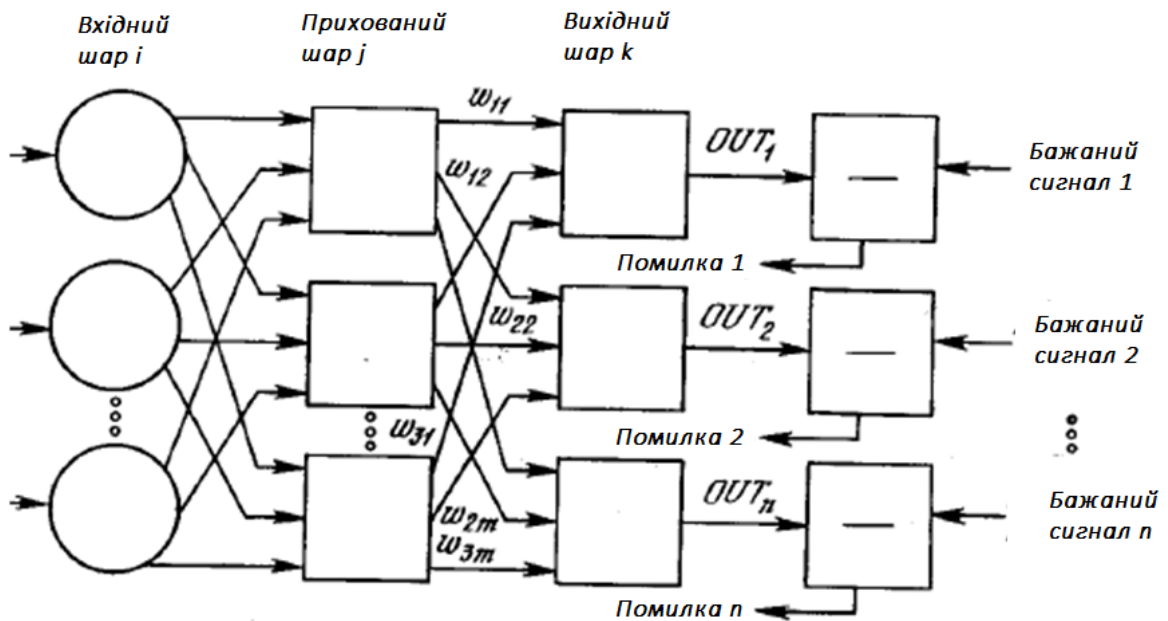 Вхідний
шар i
Прихований
шар j
Вихідний
шар k
w₁₁
w₁₂
OUT₁
Бажаний
сигнал 1
Помилка 1
w₂₂
OUT₂
Бажаний
сигнал 2
w₃₁
Помилка 2
w₂ₘ
w₃ₘ
OUTₙ
Бажаний
сигнал n
Помилка n